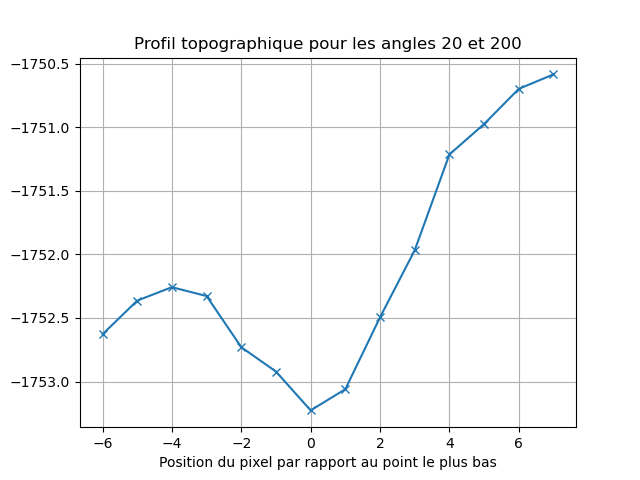 Profil topographique pour les angles 20 et 200
−1750.5
−1751.0
−1751.5
−1752.0
−1752.5
−1753.0
−6 −4 −2 0 2 4 6
Position du pixel par rapport au point le plus bas